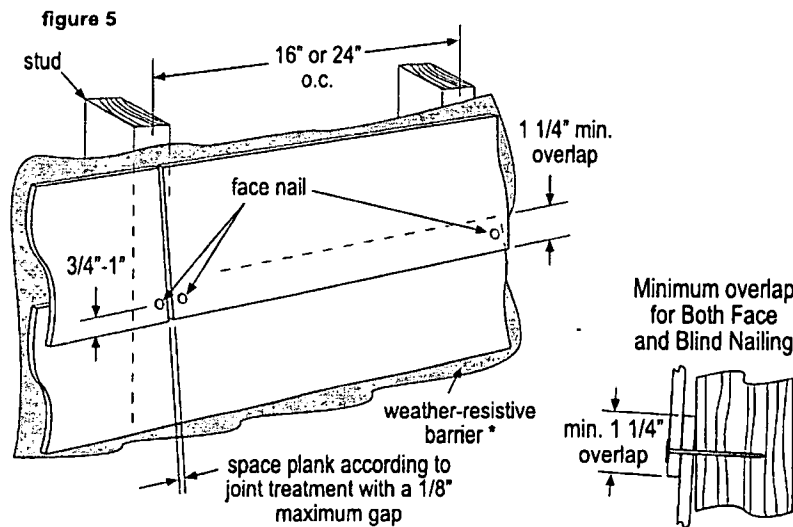 figure 5
stud
16" or 24"
o.c.
1 1/4" min.
overlap
face nail
3/4"-1"
Minimum overlap
for Both Face
and Blind Nailing
weather-resistive
barrier *
min. 1 1/4"
overlap
space plank according to
joint treatment with a 1/8"
maximum gap